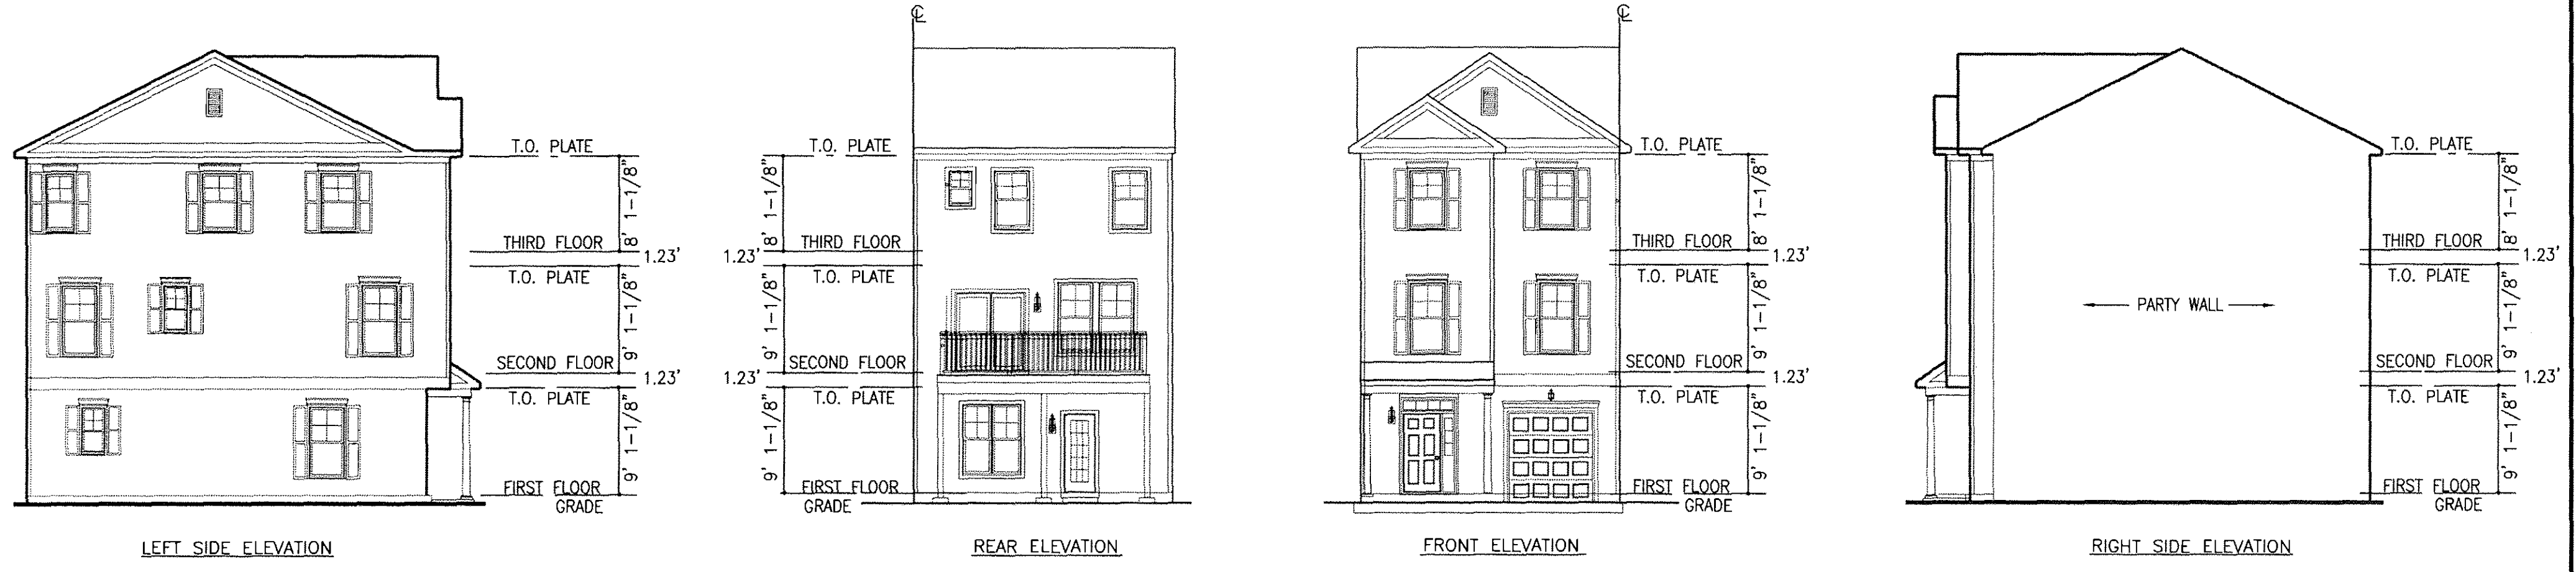 ℄
℄
T.O. PLATE
8' 1-1/8"
THIRD FLOOR
1.23'
T.O. PLATE
9' 1-1/8"
SECOND FLOOR
1.23'
T.O. PLATE
9' 1-1/8"
FIRST FLOOR
GRADE
LEFT SIDE ELEVATION
T.O. PLATE
8' 1-1/8"
THIRD FLOOR
1.23'
T.O. PLATE
9' 1-1/8"
SECOND FLOOR
1.23'
T.O. PLATE
9' 1-1/8"
FIRST FLOOR
GRADE
REAR ELEVATION
T.O. PLATE
8' 1-1/8"
THIRD FLOOR
1.23'
T.O. PLATE
9' 1-1/8"
SECOND FLOOR
1.23'
T.O. PLATE
9' 1-1/8"
FIRST FLOOR
GRADE
FRONT ELEVATION
PARTY WALL
T.O. PLATE
8' 1-1/8"
THIRD FLOOR
1.23'
T.O. PLATE
9' 1-1/8"
SECOND FLOOR
1.23'
T.O. PLATE
9' 1-1/8"
FIRST FLOOR
GRADE
RIGHT SIDE ELEVATION